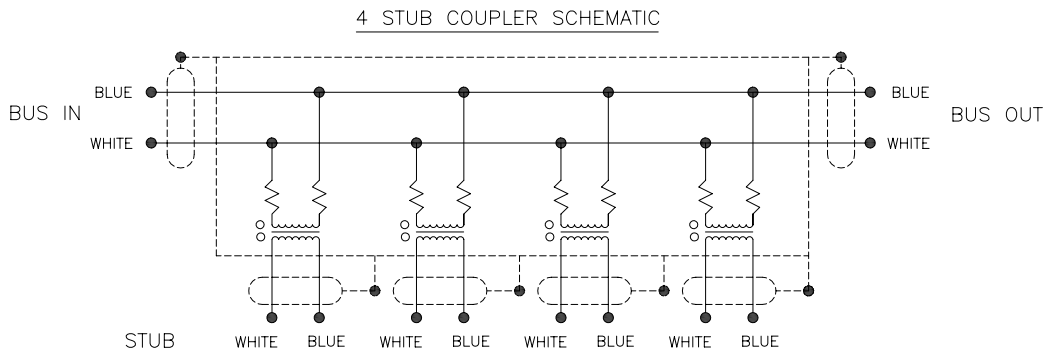 4 STUB COUPLER SCHEMATIC
BLUE BLUE
BUS IN BUS OUT
WHITE WHITE
STUB WHITE BLUE WHITE BLUE WHITE BLUE WHITE BLUE